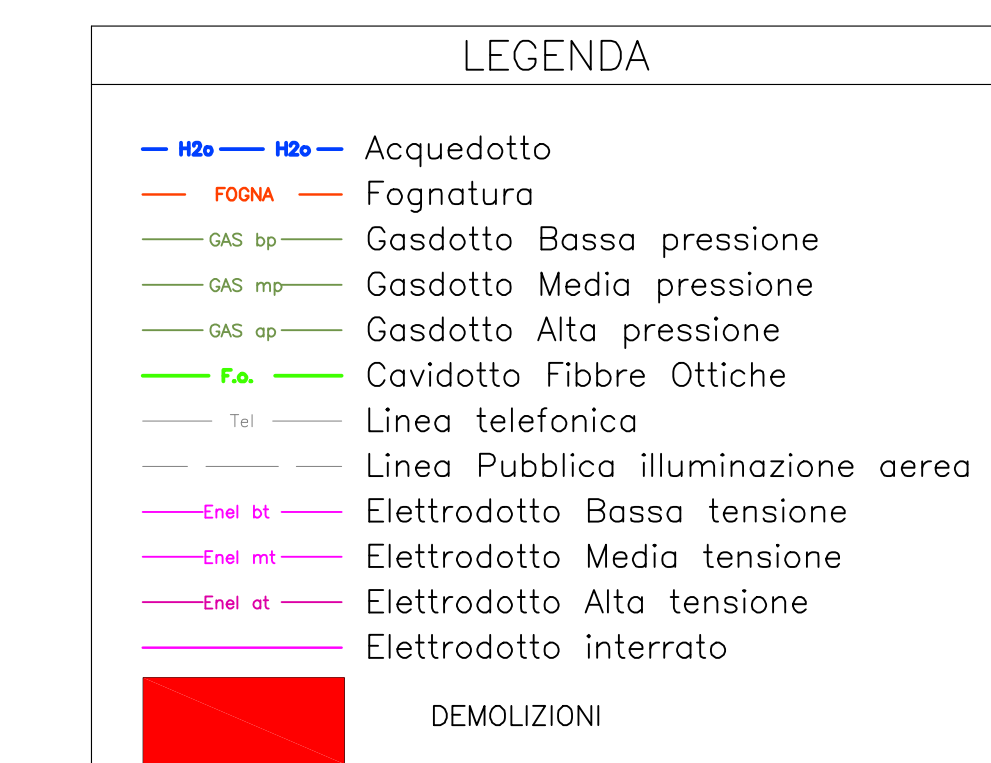 LEGENDA
H2o H2o Acquedotto
FOGNA Fognatura
GAS bp Gasdotto Bassa pressione
GAS mp Gasdotto Media pressione
GAS ap Gasdotto Alta pressione
F.o. Cavidotto Fibbre Ottiche
Tel Linea telefonica
Linea Pubblica illuminazione aerea
Enel bt Elettrodotto Bassa tensione
Enel mt Elettrodotto Media tensione
Enel at Elettrodotto Alta tensione
Elettrodotto interrato
DEMOLIZIONI